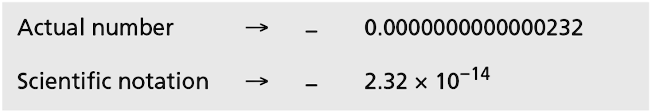 Actual number → – 0.0000000000000232
Scientific notation → – 2.32 × 10⁻¹⁴